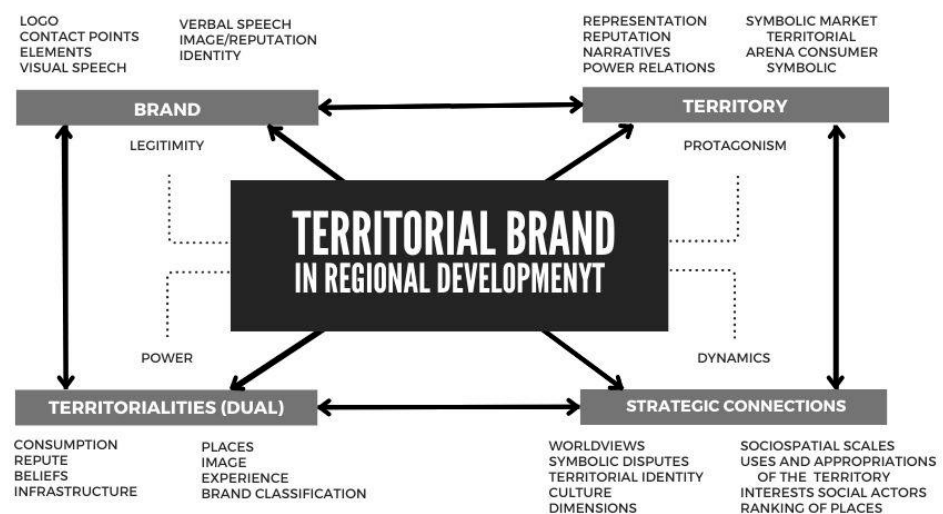 LOGO
CONTACT POINTS
ELEMENTS
VISUAL SPEECH
VERBAL SPEECH
IMAGE/REPUTATION
IDENTITY
REPRESENTATION
REPUTATION
NARRATIVES
POWER RELATIONS
SYMBOLIC MARKET
TERRITORIAL
ARENA CONSUMER
SYMBOLIC
BRAND
TERRITORY
LEGITIMITY
PROTAGONISM
TERRITORIAL BRAND
IN REGIONAL DEVELOPMENYT
POWER
DYNAMICS
TERRITORIALITIES (DUAL)
STRATEGIC CONNECTIONS
CONSUMPTION
REPUTE
BELIEFS
INFRASTRUCTURE
PLACES
IMAGE
EXPERIENCE
BRAND CLASSIFICATION
WORLDVIEWS
SYMBOLIC DISPUTES
TERRITORIAL IDENTITY
CULTURE
DIMENSIONS
SOCIOSPATIAL SCALES
USES AND APPROPRIATIONS
OF THE TERRITORY
INTERESTS SOCIAL ACTORS
RANKING OF PLACES